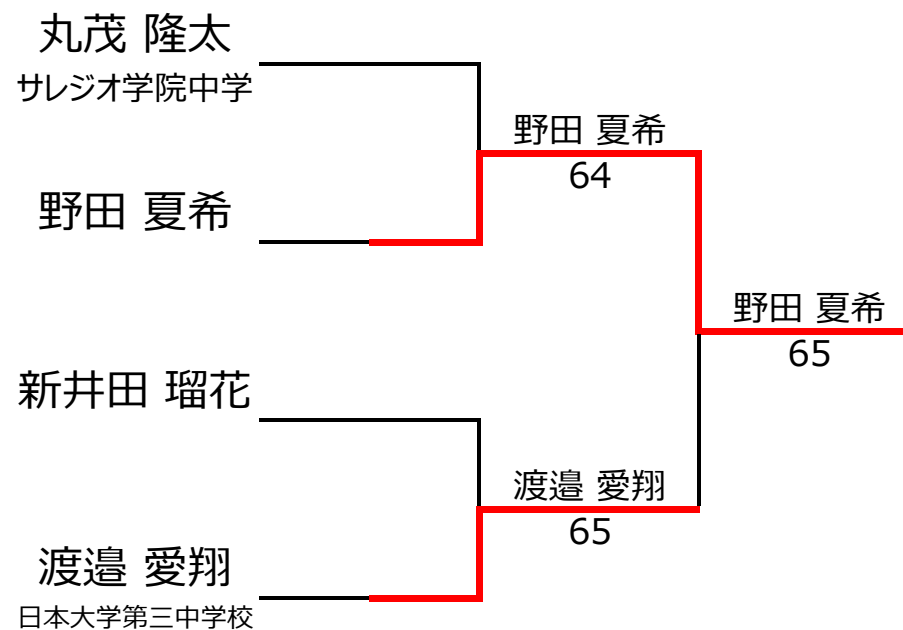 丸茂 隆太
サレジオ学院中学
野田 夏希
64
野田 夏希
野田 夏希
65
新井田 瑠花
渡邉 愛翔
65
渡邉 愛翔
日本大学第三中学校